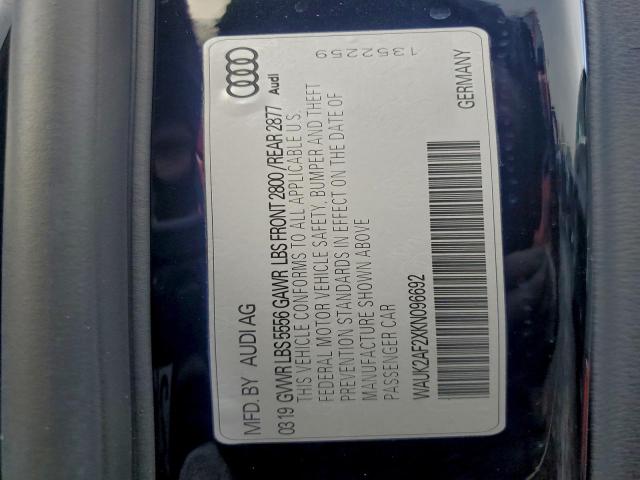 MFD. BY AUDI AG
03 19 GVWR LBS 5556 GAWR LBS FRONT 2800 / REAR 2877
THIS VEHICLE CONFORMS TO ALL APPLICABLE U.S.
FEDERAL MOTOR VEHICLE SAFETY, BUMPER AND THEFT
PREVENTION STANDARDS IN EFFECT ON THE DATE OF
MANUFACTURE SHOWN ABOVE
PASSENGER CAR
WAUK2AF2XKN096692
GERMANY
Audi
1352259